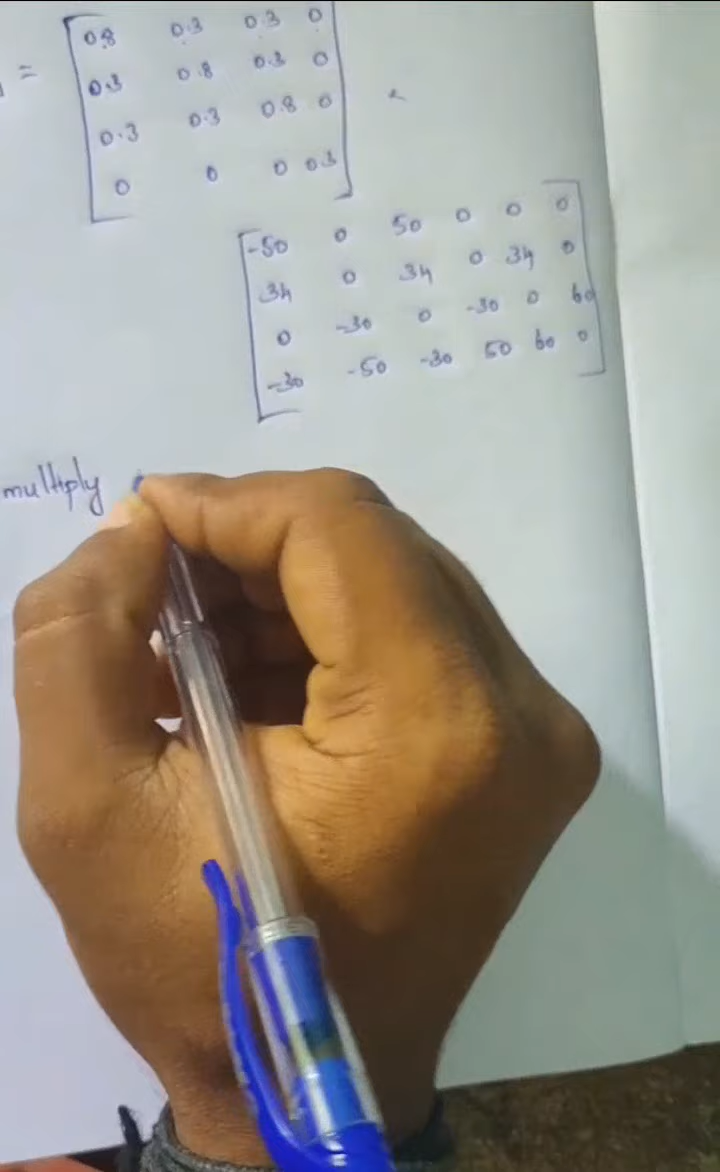 =
0.8 0.3 0.3 0
0.3 0.8 0.3 0
0.3 0.3 0.8 0
0 0 0 0.3
-50 0 50 0 0 0
34 0 34 0 34 0
0 -30 0 -30 0 60
-30 -50 -30 50 60 0
multiply